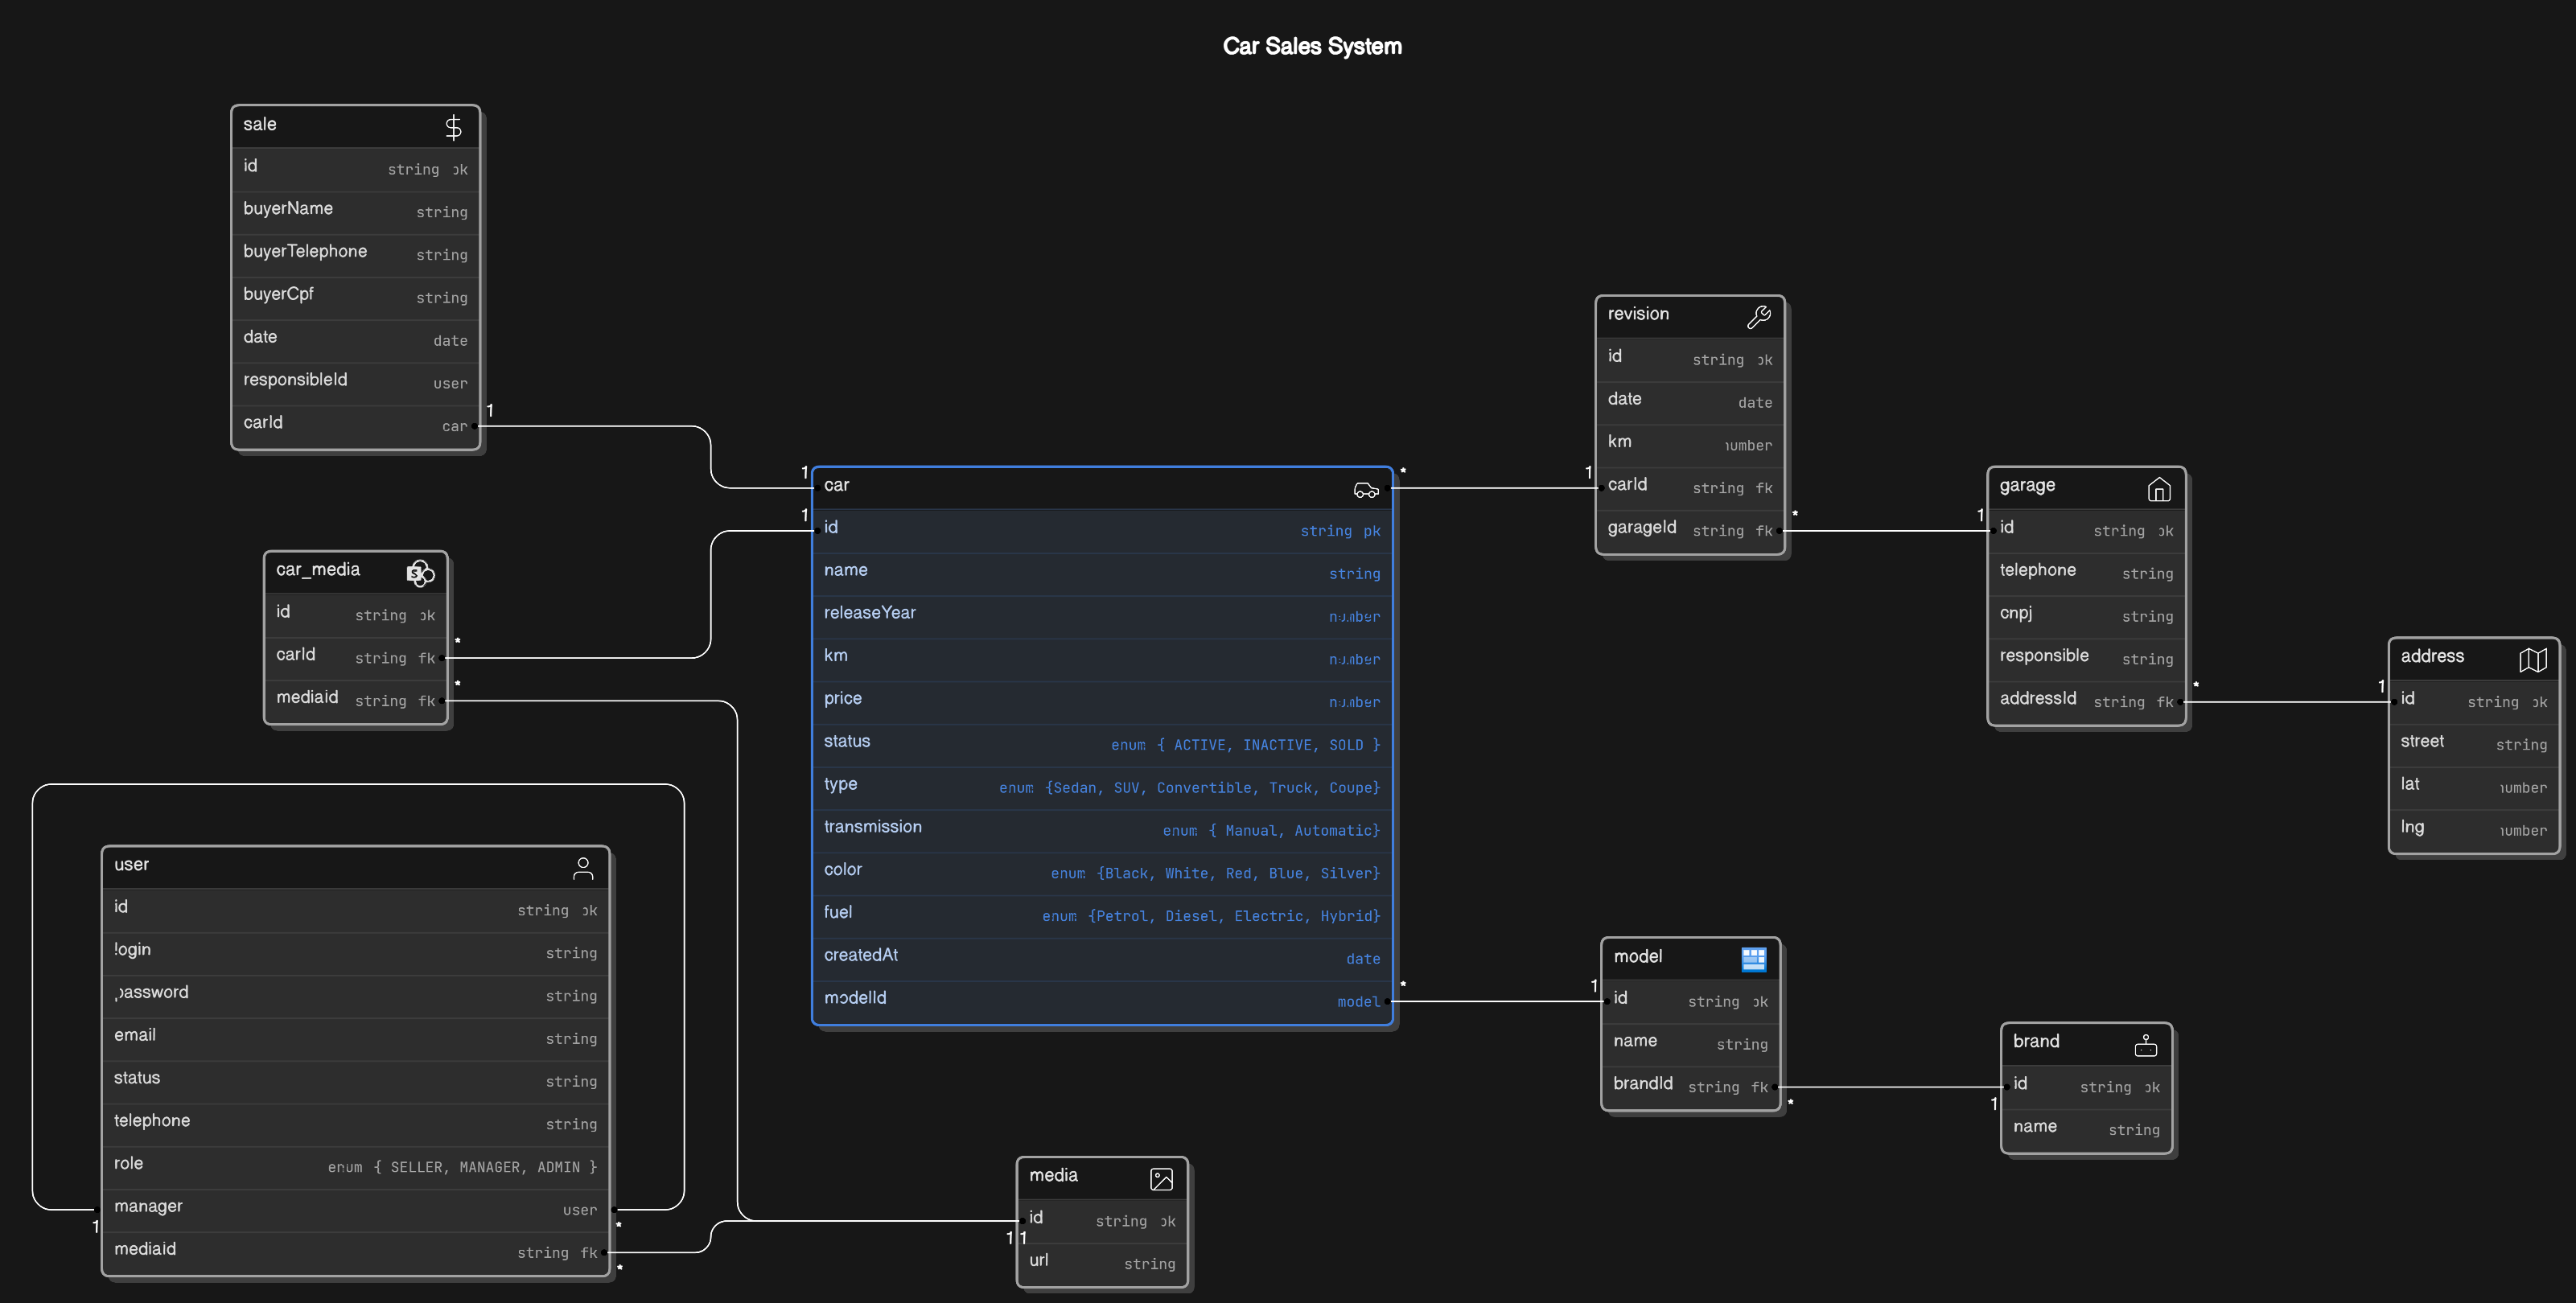 Car Sales System
sale
id string pk
buyerName string
buyerTelephone string
buyerCpf string
date date
responsibleId user
carId car
1
1
car
*
1
id string pk
name string
releaseYear number
km number
price number
status enum { ACTIVE, INACTIVE, SOLD }
type enum {Sedan, SUV, Convertible, Truck, Coupe}
transmission enum { Manual, Automatic}
color enum {Black, White, Red, Blue, Silver}
fuel enum {Petrol, Diesel, Electric, Hybrid}
createdAt date
modelId model
*
revision
id string pk
date date
km number
1
carId string fk
garageId string fk
*
garage
1
id string pk
telephone string
cnpj string
responsible string
addressId string fk
*
address
1
id string pk
street string
lat number
lng number
car_media
id string pk
carId string fk
*
mediaid string fk
*
user
id string pk
login string
password string
email string
status string
telephone string
role enum { SELLER, MANAGER, ADMIN }
manager user
1
*
mediaid string fk
*
media
id string pk
1 1
url string
model
1
id string pk
name string
brandId string fk
*
brand
id string pk
1
name string